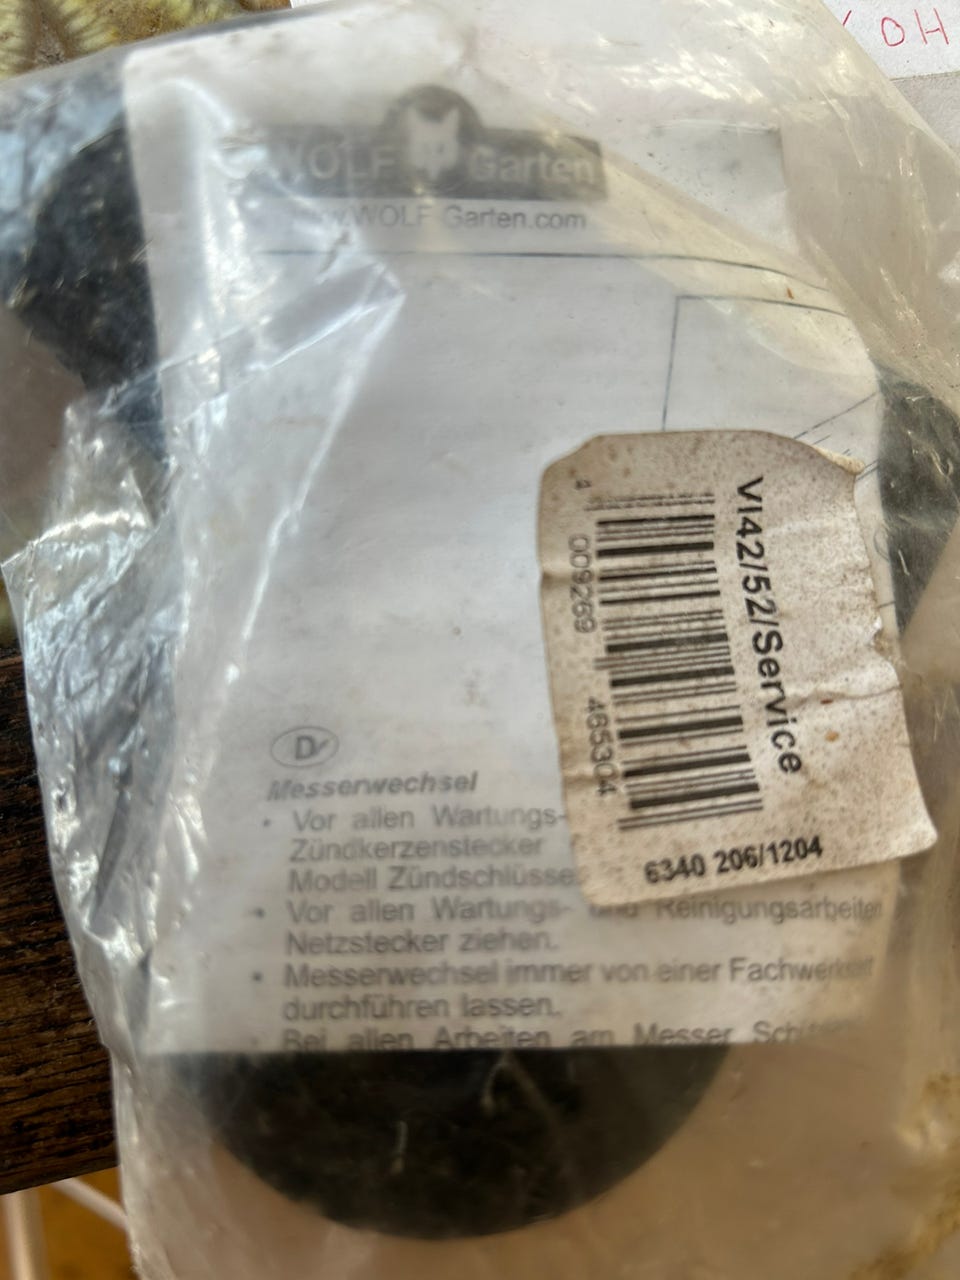 OH
WOLF Garten
www.WOLF-Garten.com
VI42/52/Service
4 009269 465304
6340 206/1204
D
Messerwechsel
• Vor allen Wartungs-
Zündkerzenstecker
Modell Zündschlüsse
• Vor allen Wartungs- und Reinigungsarbeiten
Netzstecker ziehen.
• Messerwechsel immer von einer Fachwerkstatt
durchführen lassen.
• Bei allen Arbeiten am Messer